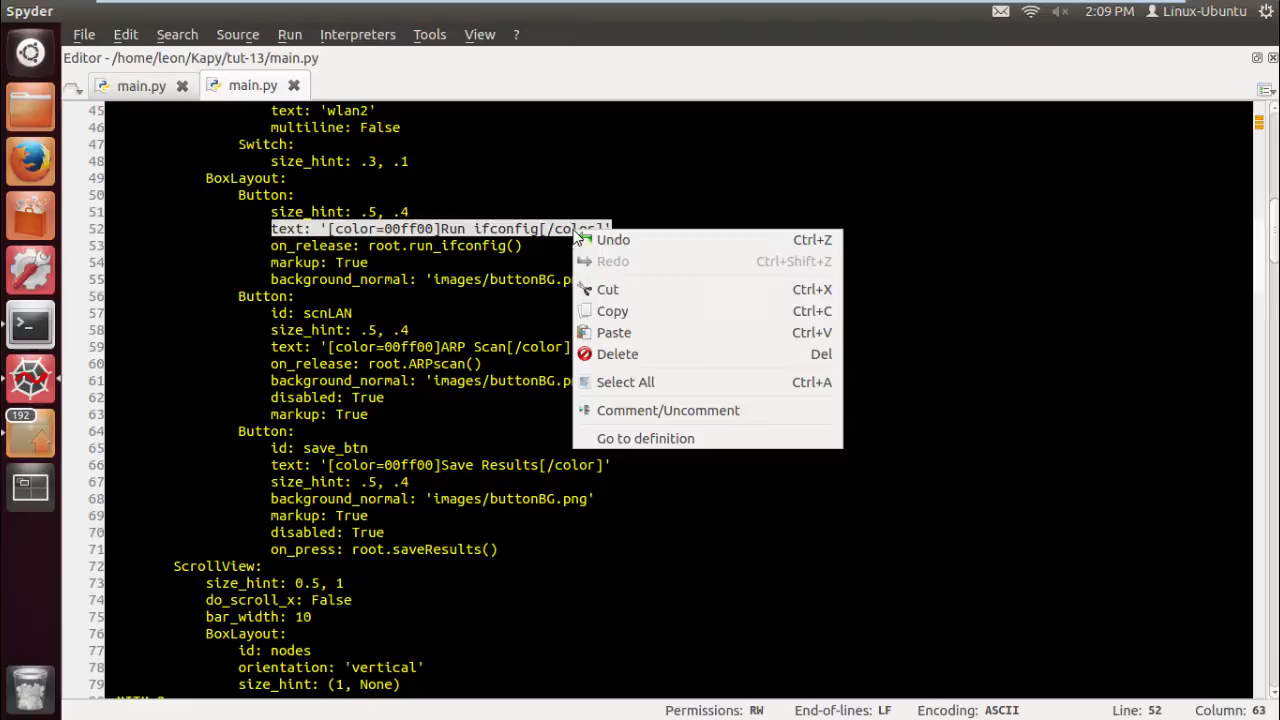 Spyder
2:09 PM Linux-Ubuntu
File Edit Search Source Run Interpreters Tools View ?
Editor - /home/leon/Kapy/tut-13/main.py
main.py main.py
45 text: 'wlan2'
46 multiline: False
47 Switch:
48 size_hint: .3, .1
49 BoxLayout:
50 Button:
51 size_hint: .5, .4
52 text: '[color=00ff00]Run ifconfig[/color]'
53 on_release: root.run_ifconfig()
54 markup: True
55 background_normal: 'images/buttonBG.pn
56 Button:
57 id: scnLAN
58 size_hint: .5, .4
59 text: '[color=00ff00]ARP Scan[/color]
60 on_release: root.ARPscan()
61 background_normal: 'images/buttonBG.pn
62 disabled: True
63 markup: True
64 Button:
65 id: save_btn
66 text: '[color=00ff00]Save Results[/color]'
67 size_hint: .5, .4
68 background_normal: 'images/buttonBG.png'
69 markup: True
70 disabled: True
71 on_press: root.saveResults()
72 ScrollView:
73 size_hint: 0.5, 1
74 do_scroll_x: False
75 bar_width: 10
76 BoxLayout:
77 id: nodes
78 orientation: 'vertical'
79 size_hint: (1, None)
Undo Ctrl+Z
Redo Ctrl+Shift+Z
Cut Ctrl+X
Copy Ctrl+C
Paste Ctrl+V
Delete Del
Select All Ctrl+A
Comment/Uncomment
Go to definition
192
Permissions: RW End-of-lines: LF Encoding: ASCII Line: 52 Column: 63